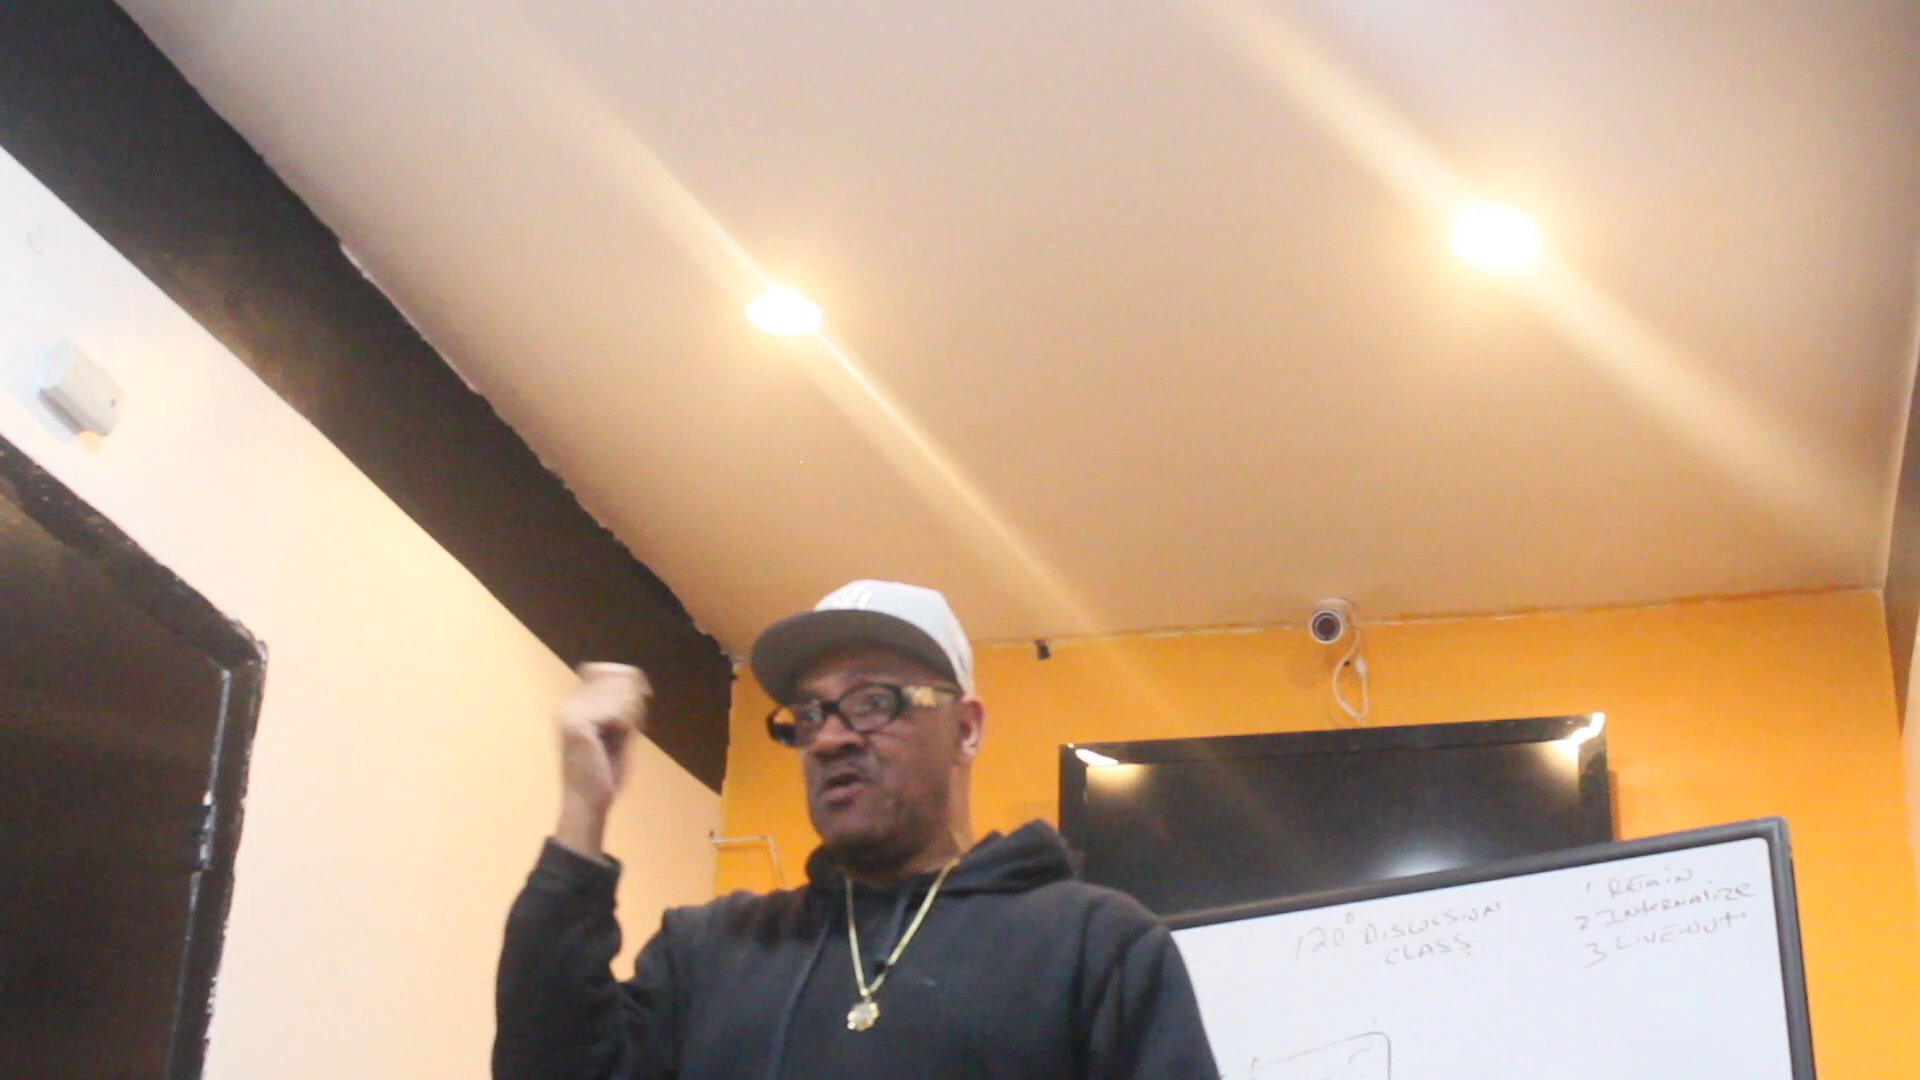 120° DISCUSSION
CLASS
1 RETAIN
2 INTERNALIZE
3 LIVE-OUT